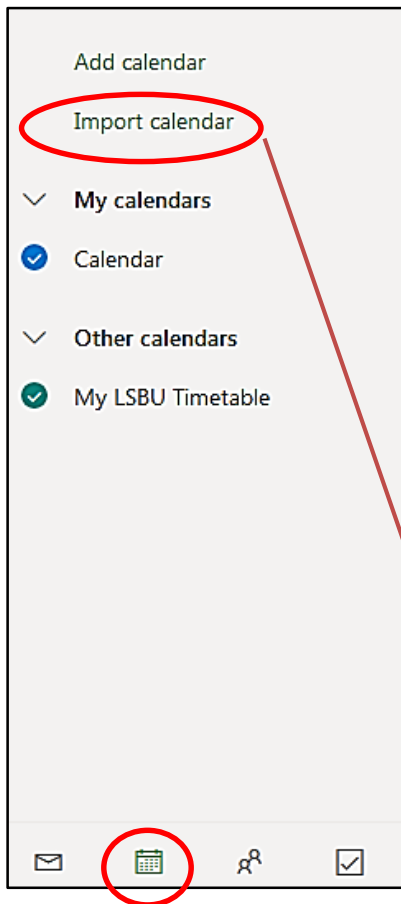 Add calendar
Import calendar
My calendars
Calendar
Other calendars
My LSBU Timetable